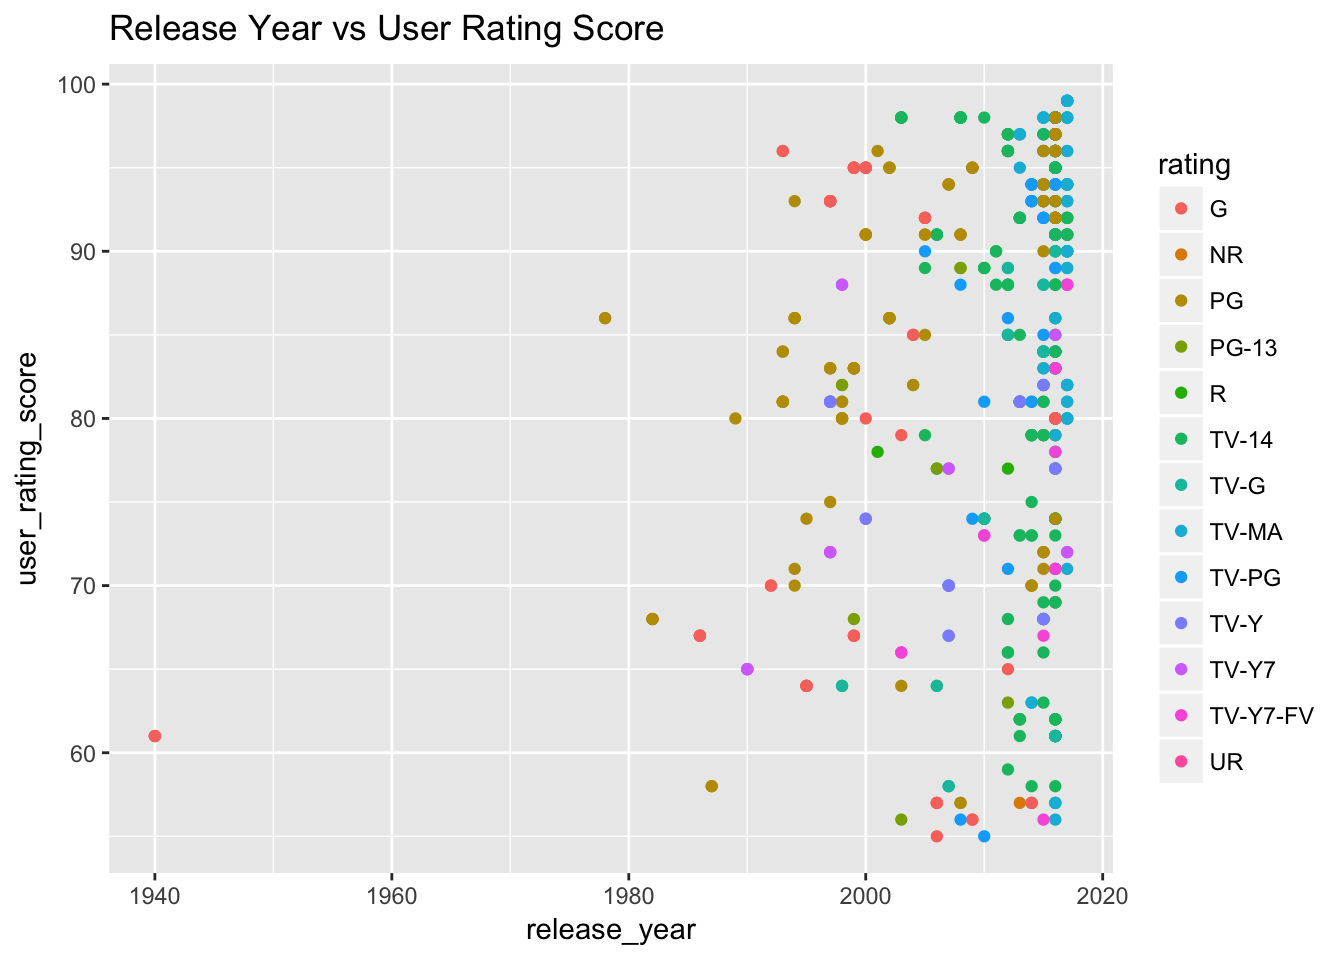 Release Year vs User Rating Score
100
90
80
70
60
user_rating_score
1940
1960
1980
2000
2020
release_year
rating
G
NR
PG
PG-13
R
TV-14
TV-G
TV-MA
TV-PG
TV-Y
TV-Y7
TV-Y7-FV
UR